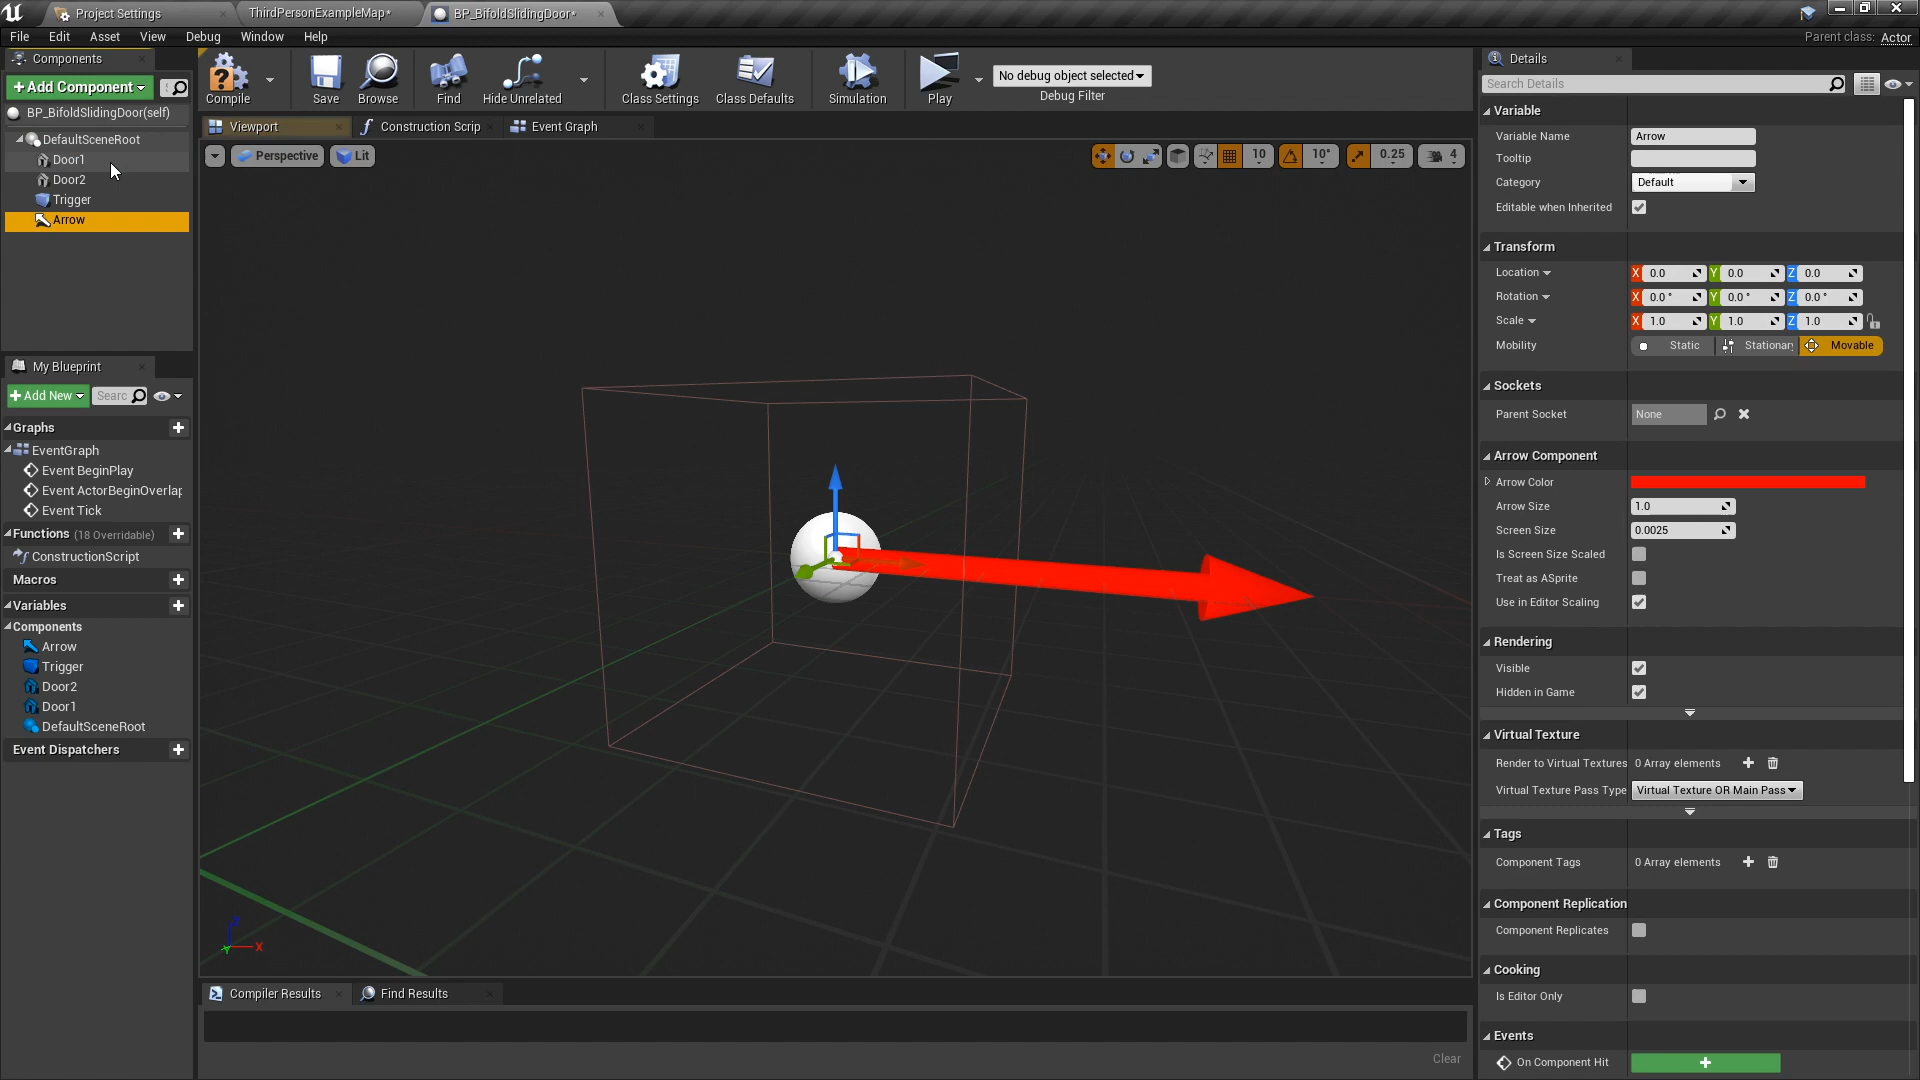 Project Settings
ThirdPersonExampleMap*
BP_BifoldSlidingDoor*
File Edit Asset View Debug Window Help
Parent class: Actor
Components
+Add Component
BP_BifoldSlidingDoor(self)
DefaultSceneRoot
Door1
Door2
Trigger
Arrow
My Blueprint
+Add New
Searc
Graphs
EventGraph
Event BeginPlay
Event ActorBeginOverlap
Event Tick
Functions (18 Overridable)
ConstructionScript
Macros
Variables
Components
Arrow
Trigger
Door2
Door1
DefaultSceneRoot
Event Dispatchers
Compile
Save
Browse
Find
Hide Unrelated
Class Settings
Class Defaults
Simulation
Play
No debug object selected
Debug Filter
Viewport
Construction Scrip
Event Graph
Perspective
Lit
10
10°
0.25
4
X
Compiler Results
Find Results
Clear
Details
Search Details
Variable
Variable Name Arrow
Tooltip
Category Default
Editable when Inherited
Transform
Location X 0.0 Y 0.0 Z 0.0
Rotation X 0.0 ° Y 0.0 ° Z 0.0 °
Scale X 1.0 Y 1.0 Z 1.0
Mobility Static Stationary Movable
Sockets
Parent Socket None
Arrow Component
Arrow Color
Arrow Size 1.0
Screen Size 0.0025
Is Screen Size Scaled
Treat as ASprite
Use in Editor Scaling
Rendering
Visible
Hidden in Game
Virtual Texture
Render to Virtual Textures 0 Array elements
Virtual Texture Pass Type Virtual Texture OR Main Pass
Tags
Component Tags 0 Array elements
Component Replication
Component Replicates
Cooking
Is Editor Only
Events
On Component Hit +